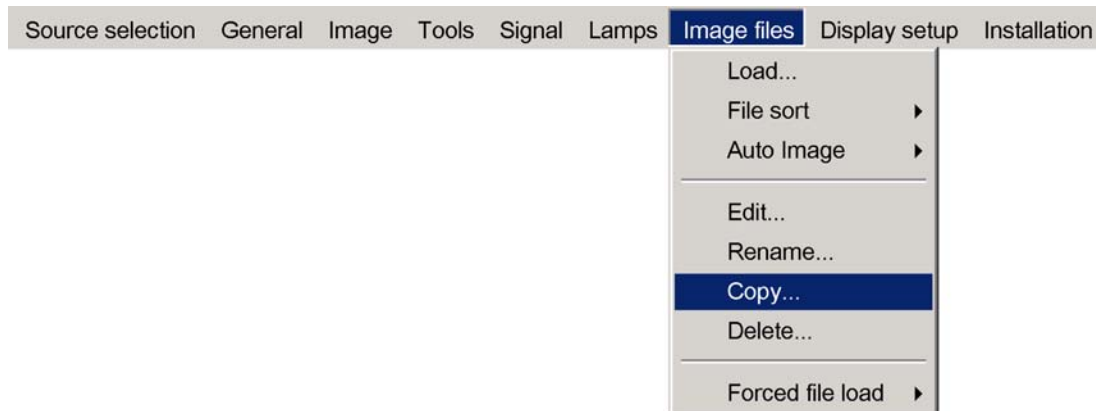 Source selection General Image Tools Signal Lamps Image files Display setup Installation
Load...
File sort
Auto Image
Edit...
Rename...
Copy...
Delete...
Forced file load